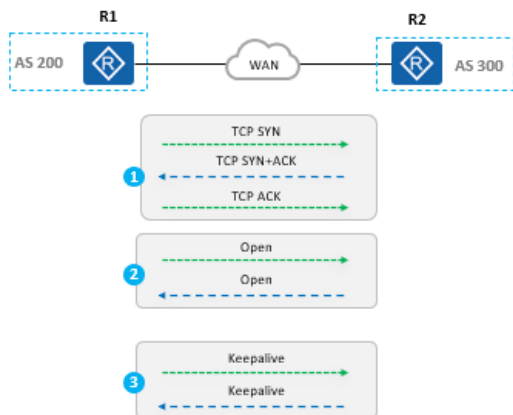 R1
R2
AS 200
R
WAN
R
AS 300
TCP SYN
TCP SYN+ACK
1
TCP ACK
Open
2
Open
Keepalive
3
Keepalive